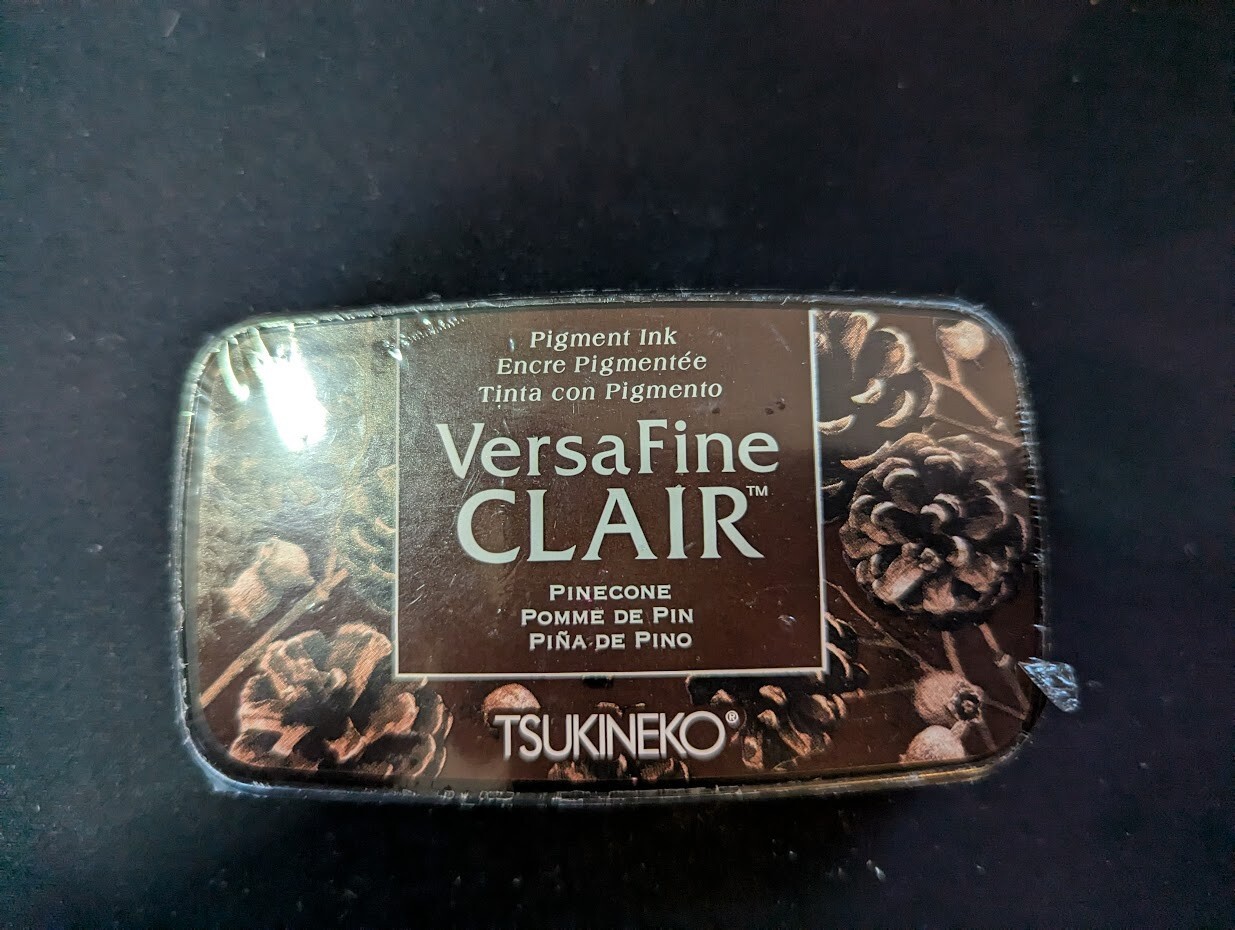 Pigment Ink
Encre Pigmentée
Tinta con Pigmento
VersaFine
CLAIR™
PINECONE
POMME DE PIN
PIÑA DE PINO
TSUKINEKO®